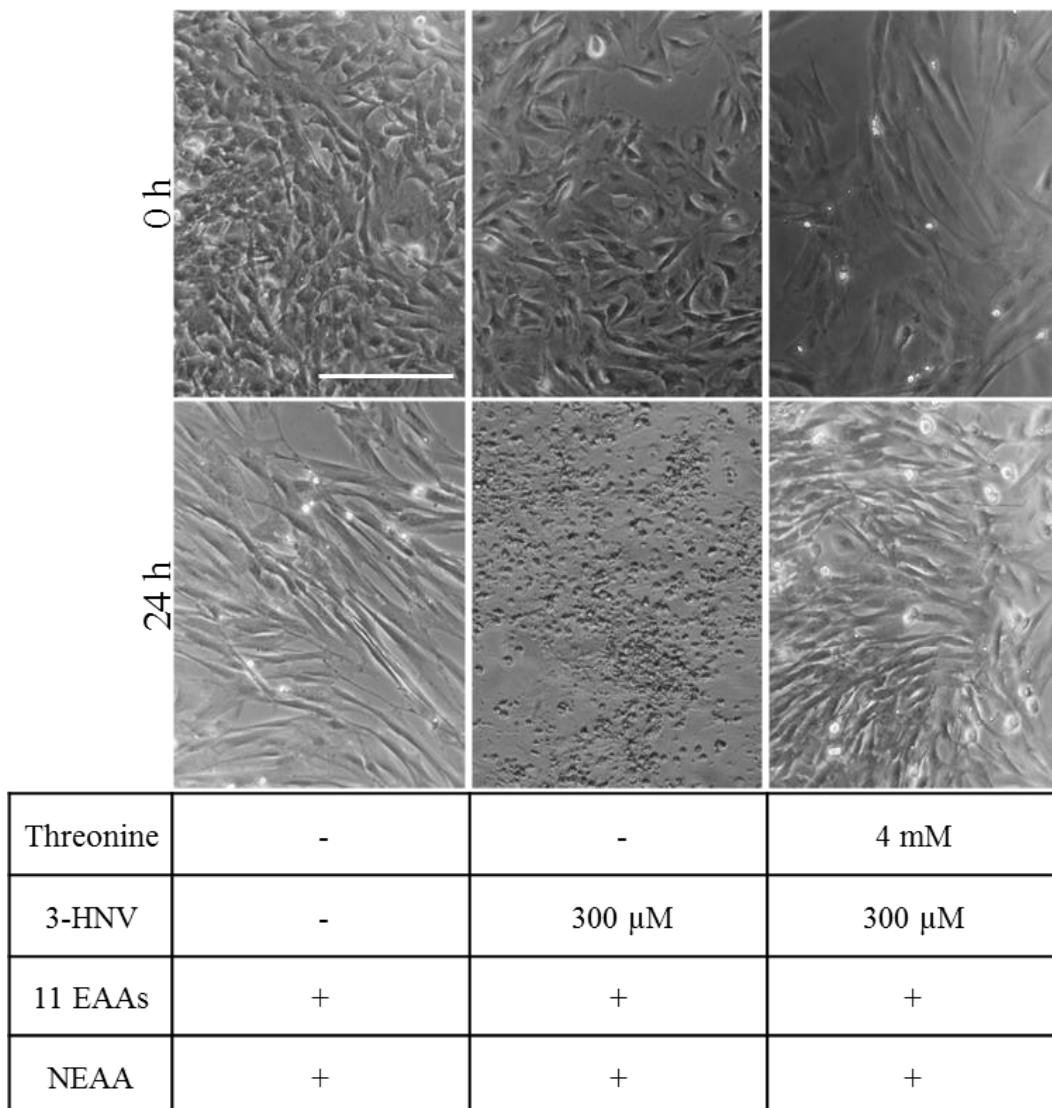 0 h
24 h
Threonine - - 4 mM
3-HNV - 300 μM 300 μM
11 EAAs + + +
NEAA + + +